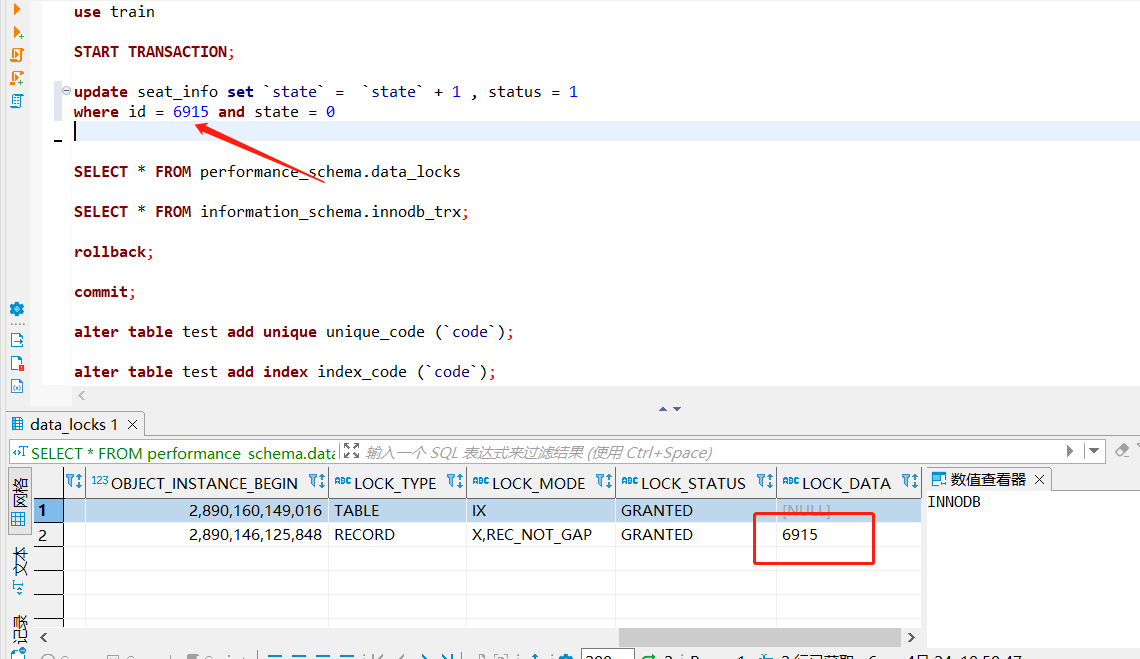 use train
START TRANSACTION;
update seat_info set `state` = `state` + 1 , status = 1
where id = 6915 and state = 0
SELECT * FROM performance_schema.data_locks
SELECT * FROM information_schema.innodb_trx;
rollback;
commit;
alter table test add unique unique_code (`code`);
alter table test add index index_code (`code`);
data_locks 1
SELECT * FROM performance_schema.data
输入一个 SQL 表达式来过滤结果 (使用 Ctrl+Space)
网格
文本
记录
123 OBJECT_INSTANCE_BEGIN ABC LOCK_TYPE ABC LOCK_MODE ABC LOCK_STATUS ABC LOCK_DATA
1 2,890,160,149,016 TABLE IX GRANTED [NULL]
2 2,890,146,125,848 RECORD X,REC_NOT_GAP GRANTED 6915
数值查看器
INNODB